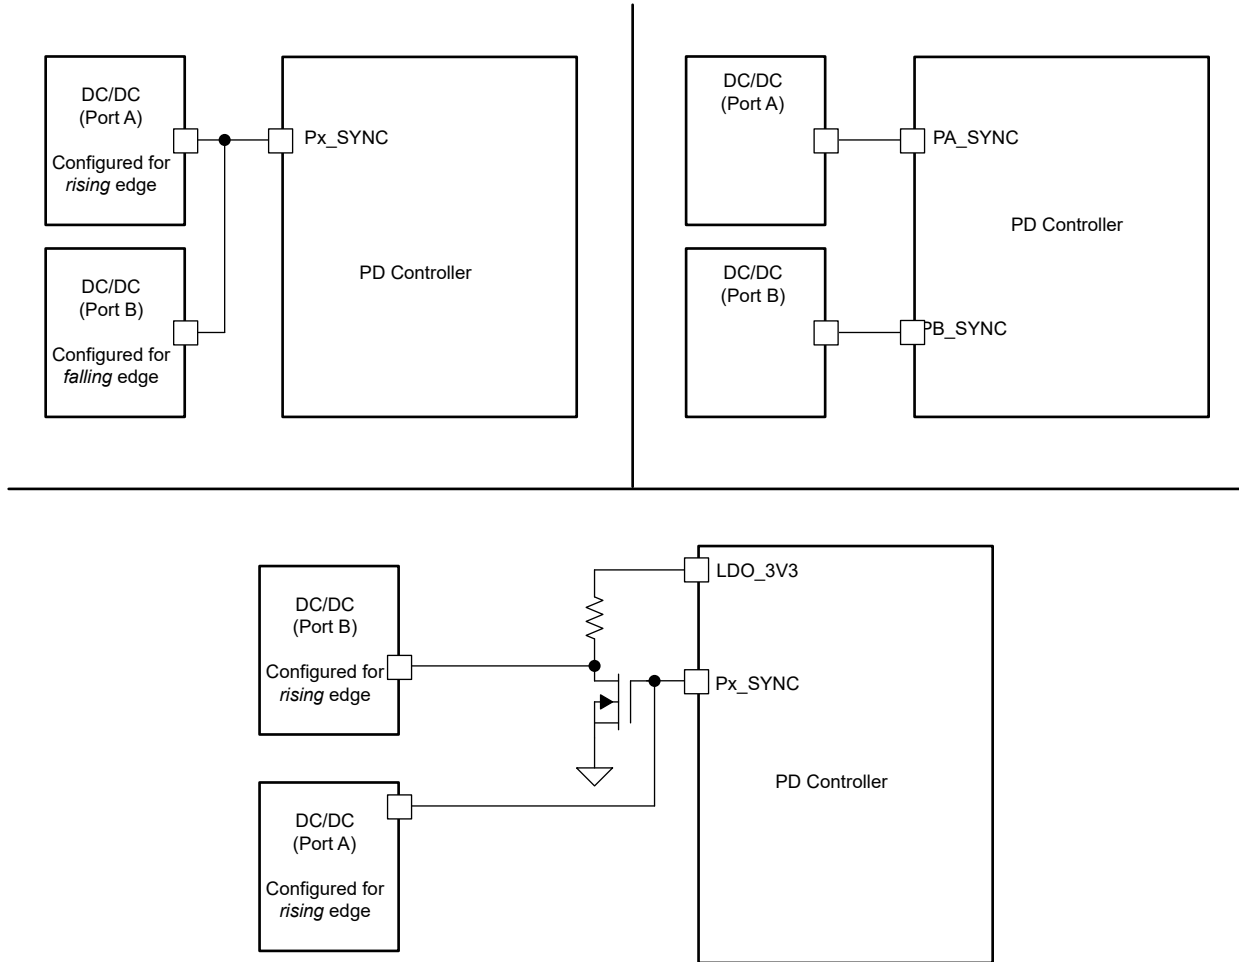 DC/DC
(Port A)
Configured for
rising edge
DC/DC
(Port B)
Configured for
falling edge
Px_SYNC
PD Controller
DC/DC
(Port A)
DC/DC
(Port B)
PA_SYNC
PD Controller
PB_SYNC
DC/DC
(Port B)
Configured for
rising edge
DC/DC
(Port A)
Configured for
rising edge
LDO_3V3
Px_SYNC
PD Controller